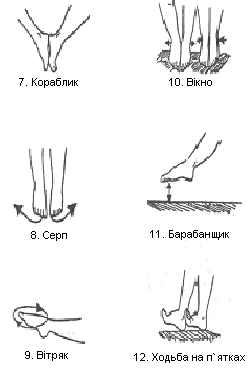 7. Кораблик
10. Вікно
8. Серп
11. Барабанщик
9. Вітряк
12. Ходьба на п`ятках